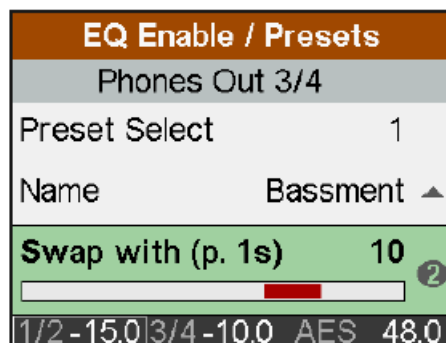 EQ Enable / Presets
Phones Out 3/4
Preset Select 1
Name Bassment
Swap with (p. 1s) 10
2
1/2 -15.0 3/4 -10.0 AES 48.0